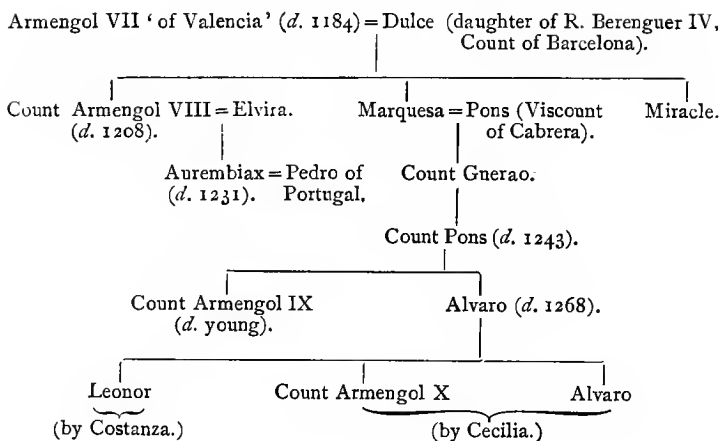 Armengol VII ‘of Valencia’ (d. 1184) = Dulce (daughter of R. Berenguer IV,
Count of Barcelona).
Count Armengol VIII = Elvira. Marquesa = Pons (Viscount Miracle.
(d. 1208). of Cabrera).
Aurembiax = Pedro of Count Guerao.
(d. 1231). Portugal.
Count Pons (d. 1243).
Count Armengol IX Alvaro (d. 1268).
(d. young).
Leonor Count Armengol X Alvaro
(by Costanza.) (by Cecilia.)